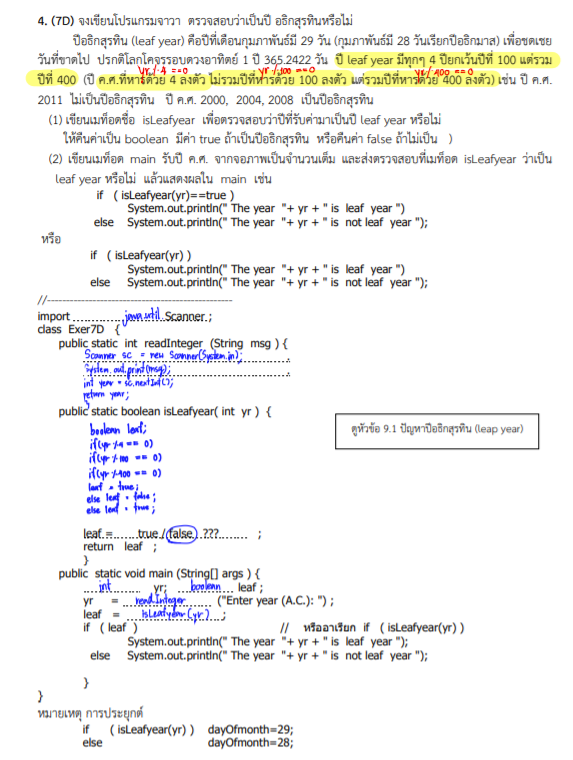 4. (7D) จงเขียนโปรแกรมจาวา ตรวจสอบว่าเป็นปี อธิกสุรทินหรือไม่
ปีอธิกสุรทิน (leaf year) คือปีที่เดือนกุมภาพันธ์มี 29 วัน (กุมภาพันธ์มี 28 วันเรียกปีอธิกมาส) เพื่อชดเชย
วันที่ขาดไป ปรกติโลกโคจรรอบดวงอาทิตย์ 1 ปี 365.2422 วัน ปี leaf year มีทุกๆ 4 ปียกเว้นปีที่ 100 แต่รวม
yr % 4 == 0 yr % 100 == 0 yr % 400 == 0
ปีที่ 400 (ปี ค.ศ.ที่หารด้วย 4 ลงตัว ไม่รวมปีที่หารด้วย 100 ลงตัว แต่รวมปีที่หารด้วย 400 ลงตัว) เช่น ปี ค.ศ.
2011 ไม่เป็นปีอธิกสุรทิน ปี ค.ศ. 2000, 2004, 2008 เป็นปีอธิกสุรทิน
(1) เขียนเมท็อดชื่อ isLeafyear เพื่อตรวจสอบว่าปีที่รับค่ามาเป็นปี leaf year หรือไม่
ให้คืนค่าเป็น boolean มีค่า true ถ้าเป็นปีอธิกสุรทิน หรือคืนค่า false ถ้าไม่เป็น )
(2) เขียนเมท็อด main รับปี ค.ศ. จากจอภาพเป็นจำนวนเต็ม และส่งตรวจสอบที่เมท็อด isLeafyear ว่าเป็น
leaf year หรือไม่ แล้วแสดงผลใน main เช่น
if ( isLeafyear(yr)==true )
System.out.println(" The year "+ yr + " is leaf year ")
else System.out.println(" The year "+ yr + " is not leaf year ");
หรือ
if ( isLeafyear(yr) )
System.out.println(" The year "+ yr + " is leaf year ")
else System.out.println(" The year "+ yr + " is not leaf year ");
//-------------------------------------------------
import .............java.util.Scanner.;
class Exer7D {
public static int readInteger (String msg ) {
Scanner sc = new Scanner(System.in);
System.out.print(msg);
int year = sc.nextInt();
return year;
public static boolean isLeafyear( int yr ) {
ดูหัวข้อ 9.1 ปัญหาปีอธิกสุรทิน (leap year)
boolean leaf;
if(yr % 4 == 0)
if(yr % 100 == 0)
if(yr % 400 == 0)
leaf = true;
else leaf = false;
else leaf = true;
leaf =.......true./false..???........ ;
return leaf ;
}
public static void main (String[] args ) {
int yr; boolean leaf ;
yr = readInteger ("Enter year (A.C.): ") ;
leaf = isLeafyear(yr) ;
if ( leaf ) // หรืออาเรียก if ( isLeafyear(yr) )
System.out.println(" The year "+ yr + " is leaf year ");
else System.out.println(" The year "+ yr + " is not leaf year ");
}
}
หมายเหตุ การประยุกต์
if ( isLeafyear(yr) ) dayOfmonth=29;
else dayOfmonth=28;